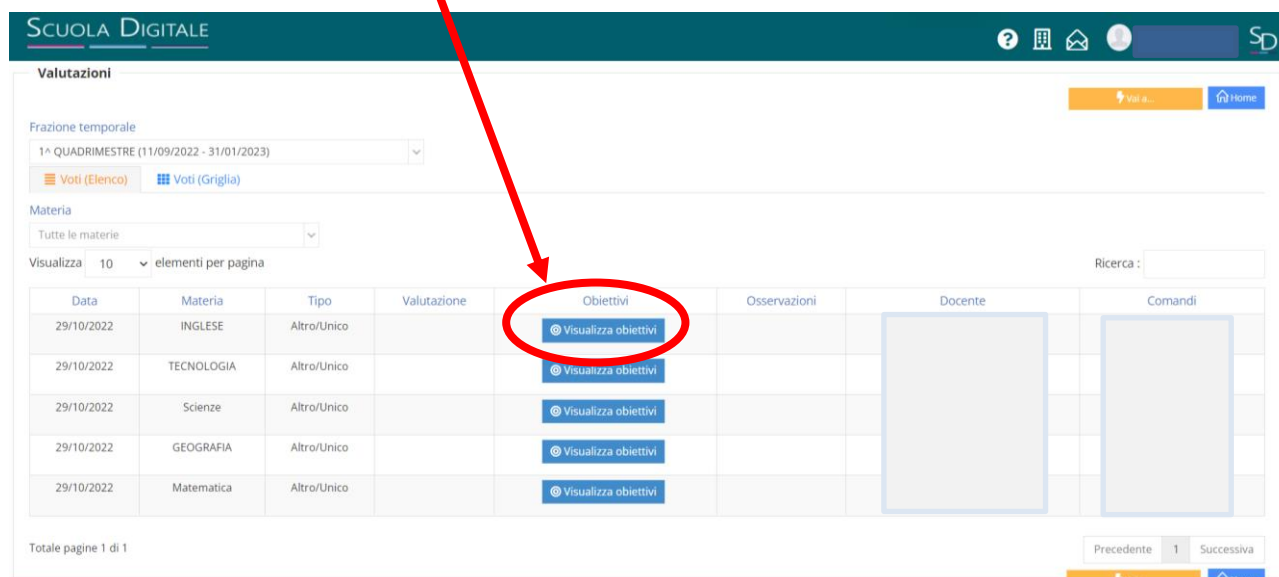 SCUOLA DIGITALE
SD
Valutazioni
Vai a...
Home
Frazione temporale
1^ QUADRIMESTRE (11/09/2022 - 31/01/2023)
Voti (Elenco) Voti (Griglia)
Materia
Tutte le materie
Visualizza 10 elementi per pagina Ricerca :
Data Materia Tipo Valutazione Obiettivi Osservazioni Docente Comandi
29/10/2022 INGLESE Altro/Unico Visualizza obiettivi
29/10/2022 TECNOLOGIA Altro/Unico Visualizza obiettivi
29/10/2022 Scienze Altro/Unico Visualizza obiettivi
29/10/2022 GEOGRAFIA Altro/Unico Visualizza obiettivi
29/10/2022 Matematica Altro/Unico Visualizza obiettivi
Totale pagine 1 di 1 Precedente 1 Successiva